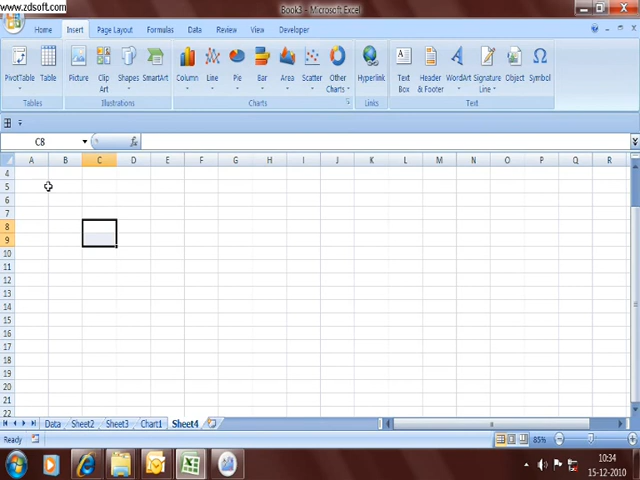 www.zdsoft.com
Book3 - Microsoft Excel
Home Insert Page Layout Formulas Data Review View Developer
PivotTable Table Picture Clip Art Shapes SmartArt Column Line Pie Bar Area Scatter Other Charts Hyperlink Text Box Header & Footer WordArt Signature Line Object Symbol
Tables Illustrations Charts Links Text
C8 fx
A B C D E F G H I J K L M N O P Q R
4
5
6
7
8
9
10
11
12
13
14
15
16
17
18
19
20
21
22
Data Sheet2 Sheet3 Chart1 Sheet4
Ready 85%
10:34
15-12-2010